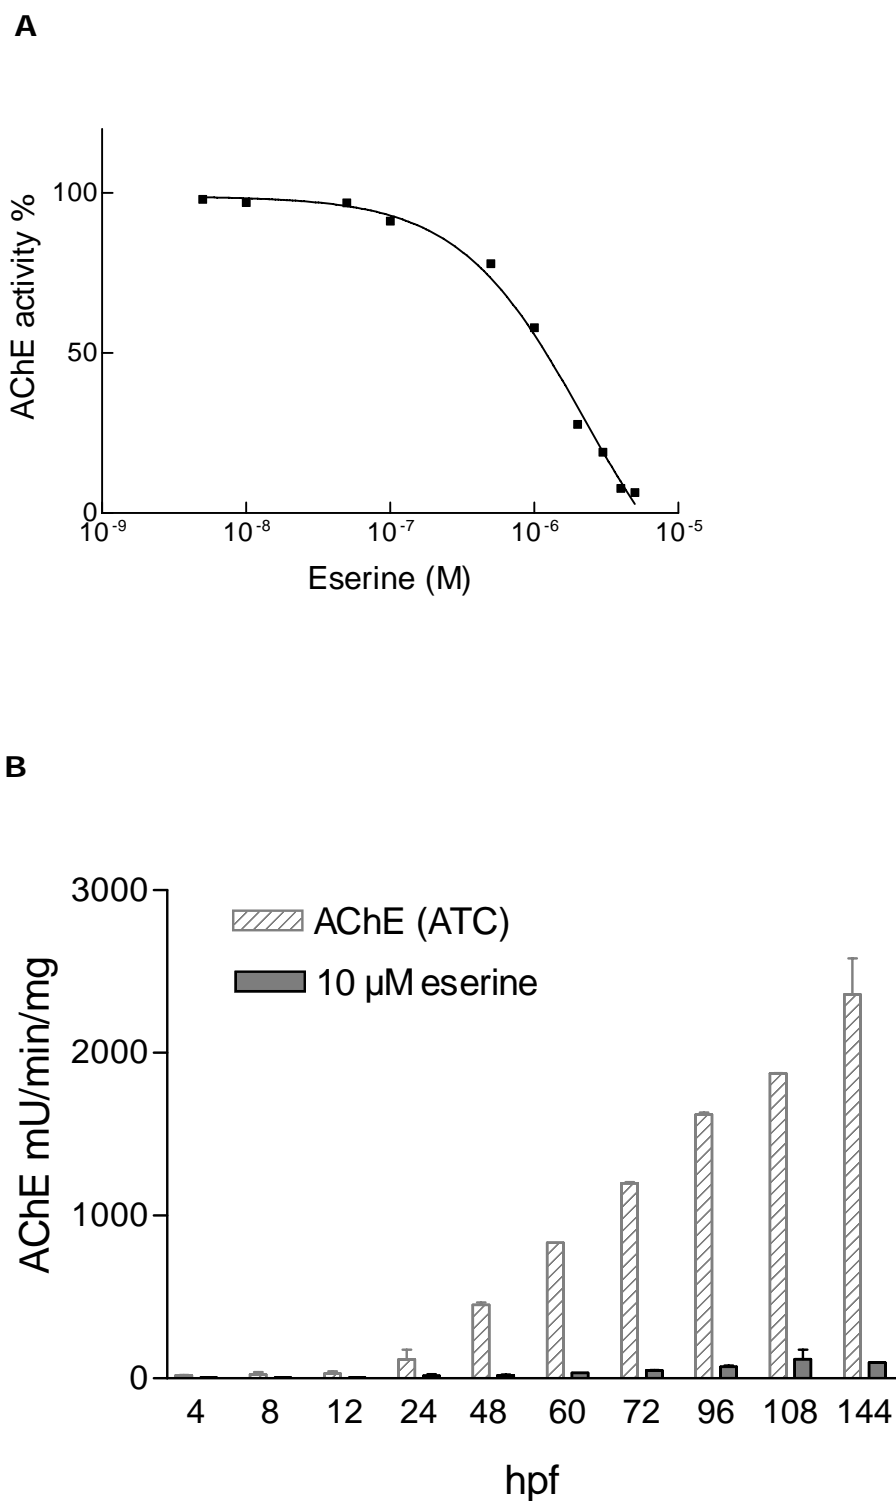 A
AChE activity %
100
50
0
10-9 10-8 10-7 10-6 10-5
Eserine (M)
B
AChE mU/min/mg
3000
2000
1000
0
AChE (ATC)
10 µM eserine
4 8 12 24 48 60 72 96 108 144
hpf